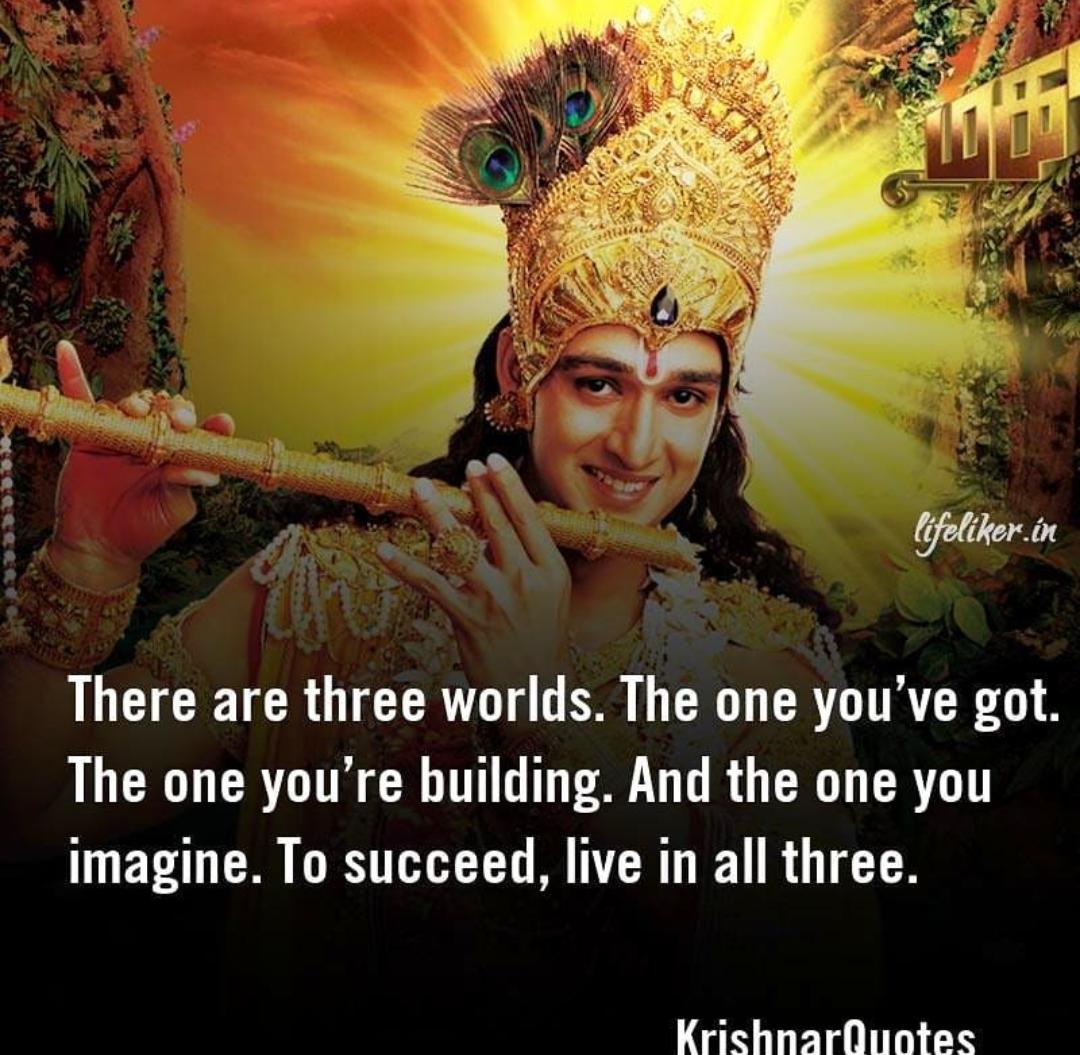 lifeliker.in
There are three worlds. The one you've got.
The one you're building. And the one you
imagine. To succeed, live in all three.
KrishnarQuotes